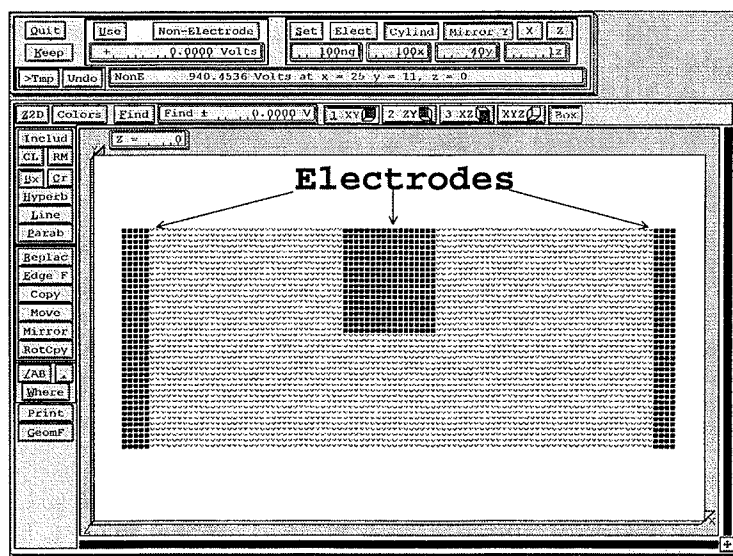 Quit Use Non-Electrode Set Elect Cylind Mirror Y X Z
Keep + 0.0000 Volts 100ng 100x 40y 1z
>Tmp Undo NonE 940.4536 Volts at x = 25 y = 11, z = 0
Z2D Colors Find Find ± 0.0000 V 1 XY 2 ZY 3 XZ XYZ Box
Includ Z = 0
CL RM
Bx Cr
Hyperb
Line
Parab
Replac
Edge F
Copy
Move
Mirror
RotCpy
/AB
Where
Print
GeomF
Electrodes
Z
X